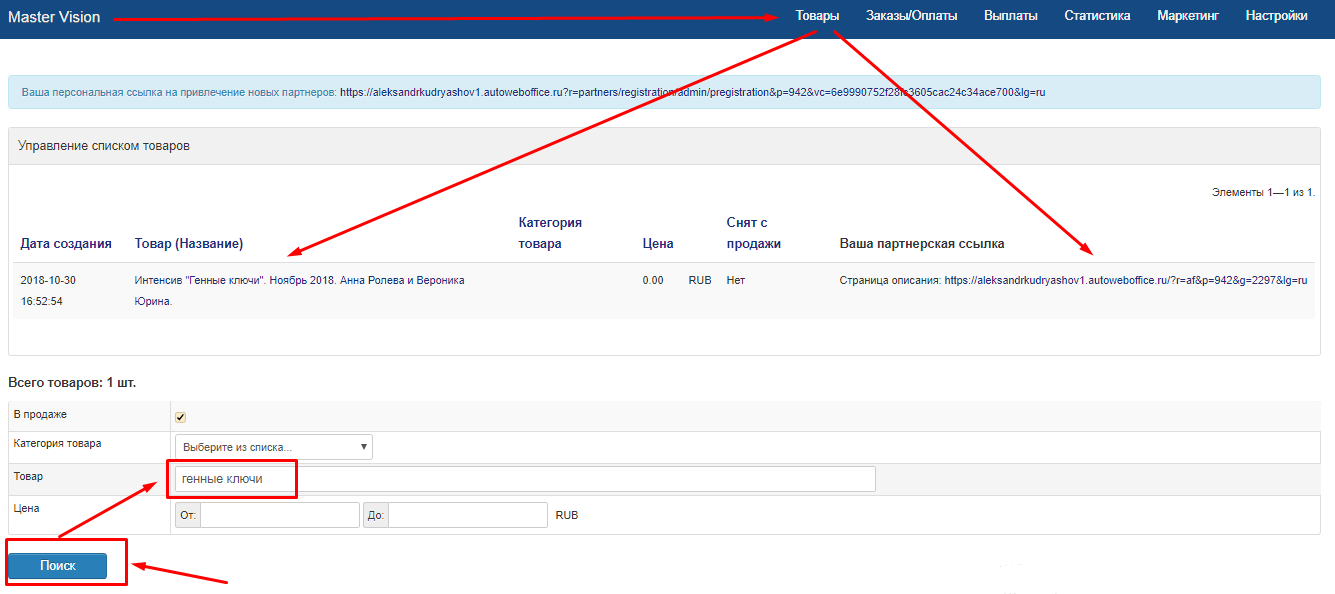 Master Vision Товары Заказы/Оплаты Выплаты Статистика Маркетинг Настройки
Ваша персональная ссылка на привлечение новых партнеров: https://aleksandrkudryashov1.autoweboffice.ru?r=partners/registration/admin/pregistration&p=942&vc=6e9990752f28 3605cac24c34ace700&lg=ru
Управление списком товаров
Элементы 1—1 из 1.
Дата создания Товар (Название) Категория товара Цена Снят с продажи Ваша партнерская ссылка
2018-10-30 Интенсив "Генные ключи". Ноябрь 2018. Анна Ролева и Вероника 0.00 RUB Нет Страница описания: https://aleksandrkudryashov1.autoweboffice.ru/?r=af&p=942&g=2297&lg=ru
16:52:54 Юрина.
Всего товаров: 1 шт.
В продаже
Категория товара Выберите из списка...
Товар генные ключи
Цена От: До: RUB
Поиск